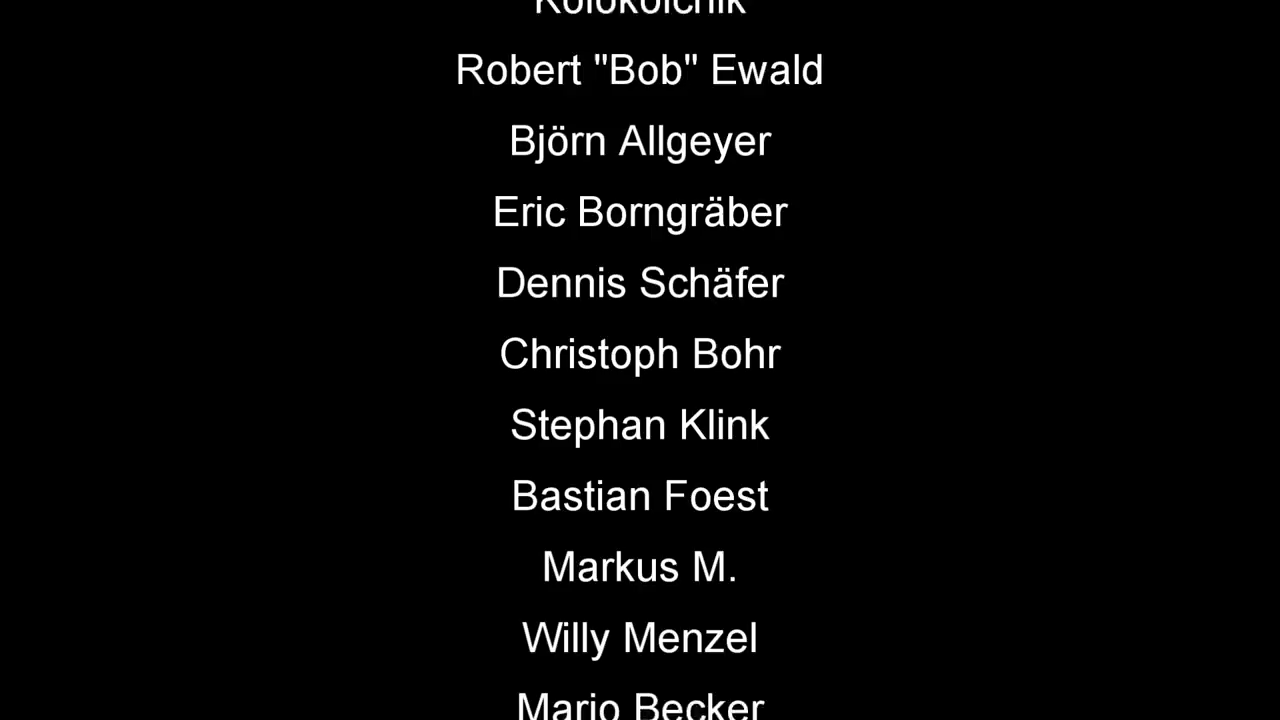 Kolokolchik
Robert "Bob" Ewald
Björn Allgeyer
Eric Borngräber
Dennis Schäfer
Christoph Bohr
Stephan Klink
Bastian Foest
Markus M.
Willy Menzel
Mario Becker